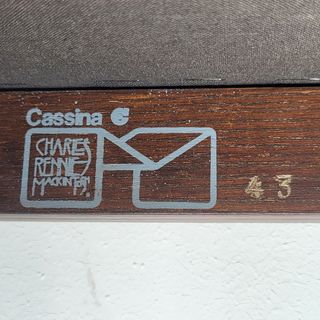 Cassina
CHARLES
RENNIE
MACKINTOSH
43